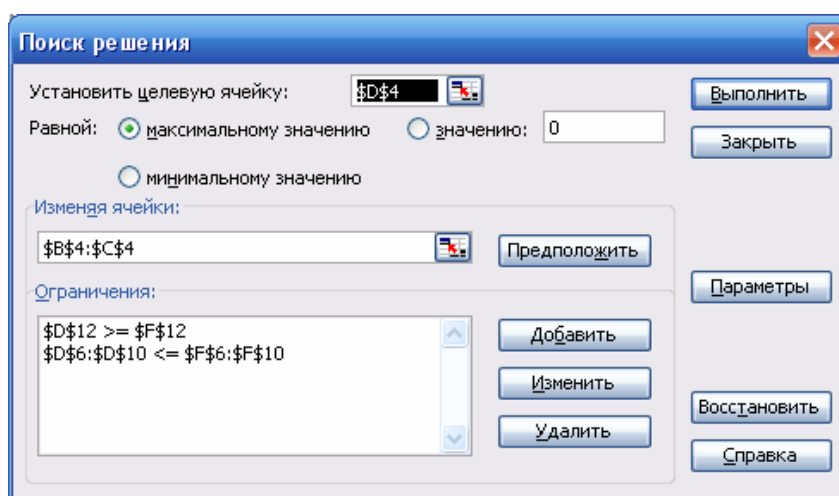 Поиск решения
Установить целевую ячейку: $D$4
Выполнить
Равной: максимальному значению значению: 0
Закрыть
минимальному значению
Изменяя ячейки:
$B$4:$C$4 Предположить
Параметры
Ограничения:
$D$12 >= $F$12
$D$6:$D$10 <= $F$6:$F$10
Добавить
Изменить
Удалить
Восстановить
Справка